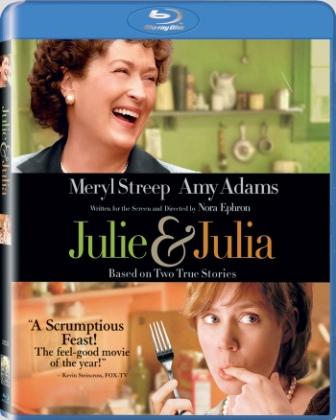 Blu-ray Disc
Meryl Streep Amy Adams
Written for the Screen and Directed by Nora Ephron
Julie & Julia
Based on Two True Stories
"A Scrumptious
Feast!
The feel-good movie
of the year!"
– Kevin Steincross, FOX-TV
Julie & Julia